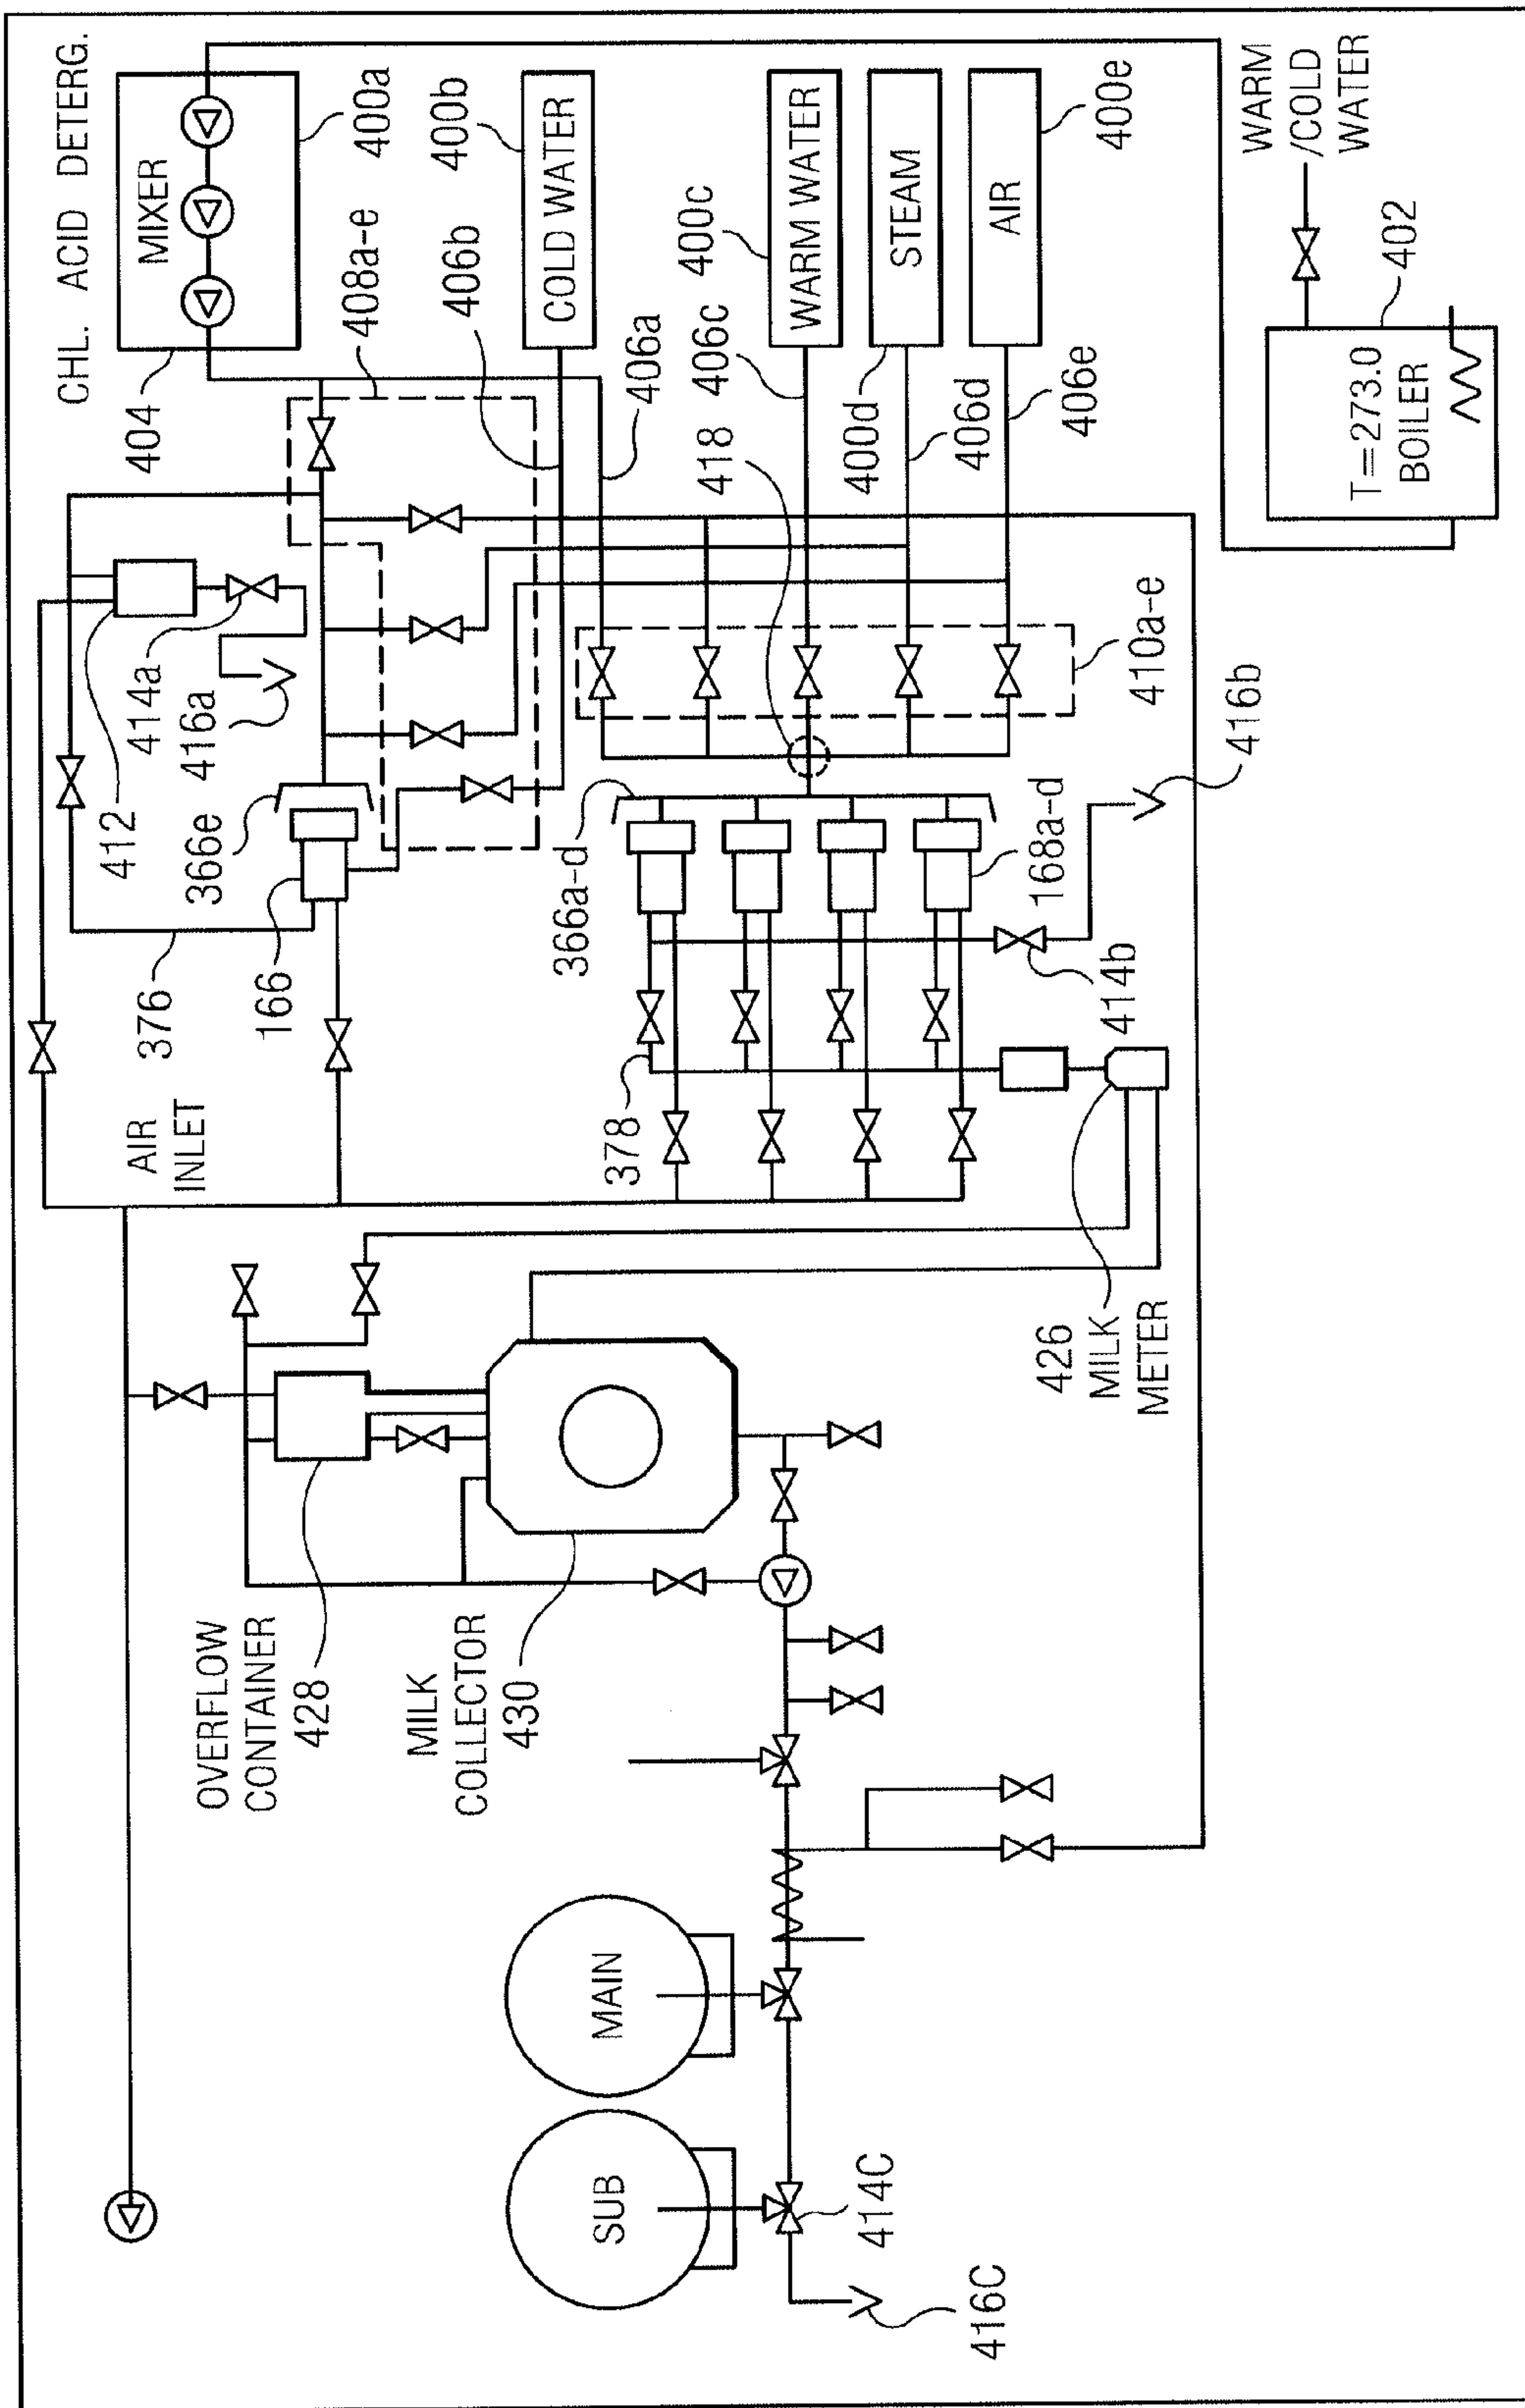 CHL. ACID DETERG.
MIXER
404
400a
408a-e
406b
400b
COLD WATER
406a
400c
WARM WATER
406c
418
400d
STEAM
406d
AIR
400e
406e
410a-e
WARM
/COLD
WATER
402
T=273.0
BOILER
412
414a
416a
366e
376
166
366a-d
168a-d
416b
414b
378
AIR
INLET
426
MILK
METER
OVERFLOW
CONTAINER
428
MILK
COLLECTOR
430
MAIN
SUB
414C
416C